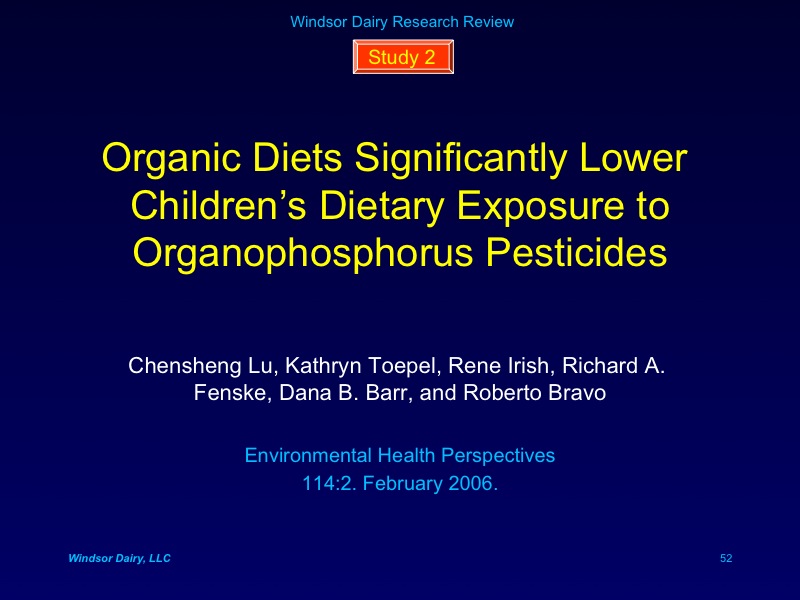 Windsor Dairy Research Review
Study 2
Organic Diets Significantly Lower
Children’s Dietary Exposure to
Organophosphorus Pesticides
Chensheng Lu, Kathryn Toepel, Rene Irish, Richard A.
Fenske, Dana B. Barr, and Roberto Bravo
Environmental Health Perspectives
114:2. February 2006.
Windsor Dairy, LLC
52